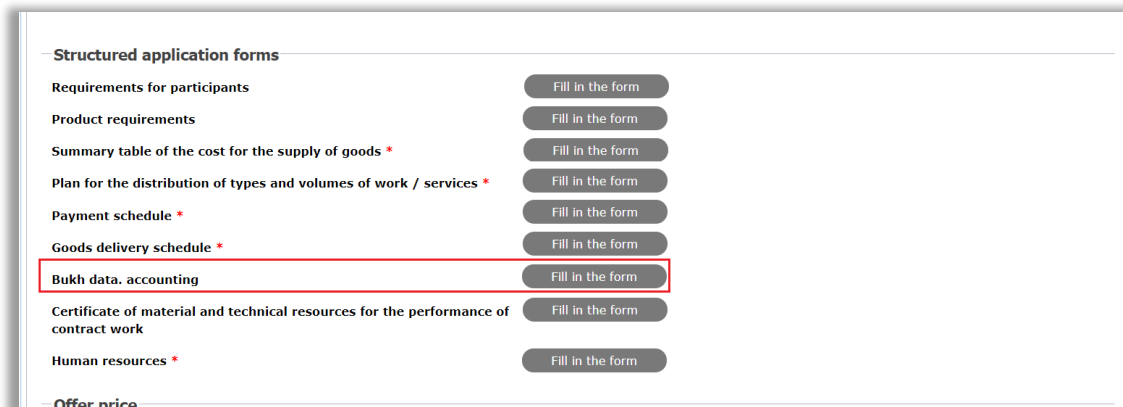 Structured application forms
Requirements for participants Fill in the form
Product requirements Fill in the form
Summary table of the cost for the supply of goods * Fill in the form
Plan for the distribution of types and volumes of work / services * Fill in the form
Payment schedule * Fill in the form
Goods delivery schedule * Fill in the form
Bukh data. accounting Fill in the form
Certificate of material and technical resources for the performance of Fill in the form
contract work
Human resources * Fill in the form
Offer price